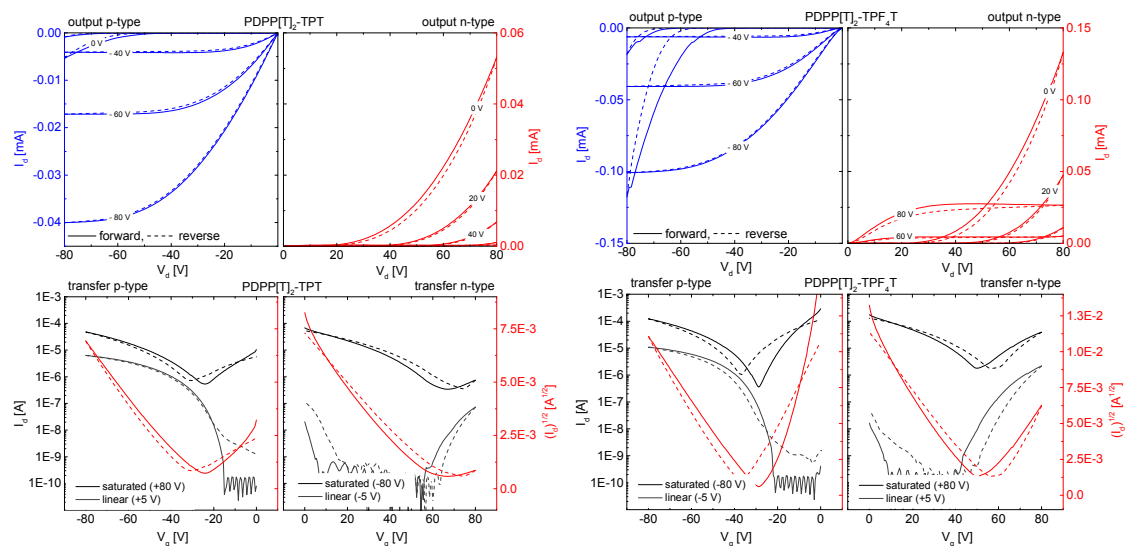 output p-type PDPP[T]2-TPT output n-type
0.00
-0.01
-0.02
-0.03
-0.04
Id [mA]
0 V
- 40 V
- 60 V
- 80 V
forward, reverse
-80 -60 -40 -20
0 V
20 V
40 V
0 20 40 60 80
0.06
0.04
0.02
0.00
Id [mA]
Vd [V]
output p-type PDPP[T]2-TPF4T output n-type
0.00
-0.05
-0.10
-0.15
Id [mA]
-40 V
- 60 V
- 80 V
forward, reverse
-80 -60 -40 -20
0 V
20 V
80 V
60 V
0 20 40 60 80
0.15
0.10
0.05
0.00
Id [mA]
Vd [V]
transfer p-type PDPP[T]2-TPT transfer n-type
1E-3
1E-4
1E-5
1E-6
1E-7
1E-8
1E-9
1E-10
Id [A]
saturated (+80 V)
linear (+5 V)
-80 -60 -40 -20 0
saturated (-80 V)
linear (-5 V)
0 20 40 60 80
7.5E-3
5.0E-3
2.5E-3
0.0
(Id)1/2 [A1/2]
Vg [V]
transfer p-type PDPP[T]2-TPF4T transfer n-type
1E-3
1E-4
1E-5
1E-6
1E-7
1E-8
1E-9
1E-10
Id [A]
saturated (-80 V)
linear (-5 V)
-80 -60 -40 -20 0
saturated (+80 V)
linear (+5 V)
0 20 40 60 80
1.3E-2
1.0E-2
7.5E-3
5.0E-3
2.5E-3
0.0
(Id)1/2 [A1/2]
Vg [V]